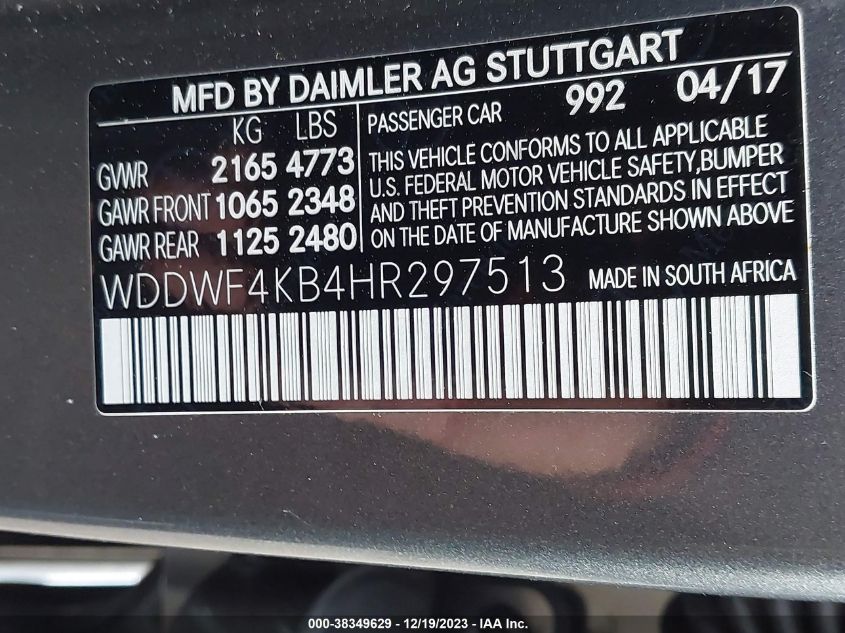 MFD BY DAIMLER AG STUTTGART
KG LBS
GVWR 2165 4773
GAWR FRONT 1065 2348
GAWR REAR 1125 2480
PASSENGER CAR 992 04/17
THIS VEHICLE CONFORMS TO ALL APPLICABLE
U.S. FEDERAL MOTOR VEHICLE SAFETY,BUMPER
AND THEFT PREVENTION STANDARDS IN EFFECT
ON THE DATE OF MANUFACTURE SHOWN ABOVE
WDDWF4KB4HR297513 MADE IN SOUTH AFRICA
000-38349629 - 12/19/2023 - IAA Inc.